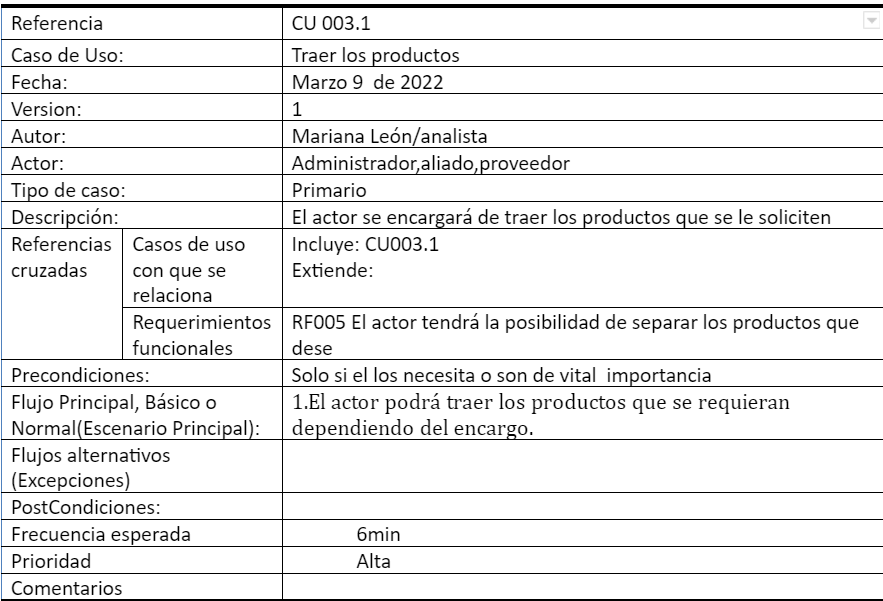 Referencia CU 003.1
Caso de Uso: Traer los productos
Fecha: Marzo 9  de 2022
Version: 1
Autor: Mariana León/analista
Actor: Administrador,aliado,proveedor
Tipo de caso: Primario
Descripción: El actor se encargará de traer los productos que se le soliciten
Referencias Casos de uso Incluye: CU003.1
cruzadas con que se Extiende:
relaciona
Requerimientos RF005 El actor tendrá la posibilidad de separar los productos que
funcionales dese
Precondiciones: Solo si el los necesita o son de vital  importancia
Flujo Principal, Básico o 1.El actor podrá traer los productos que se requieran
Normal(Escenario Principal): dependiendo del encargo.
Flujos alternativos
(Excepciones)
PostCondiciones:
Frecuencia esperada 6min
Prioridad Alta
Comentarios